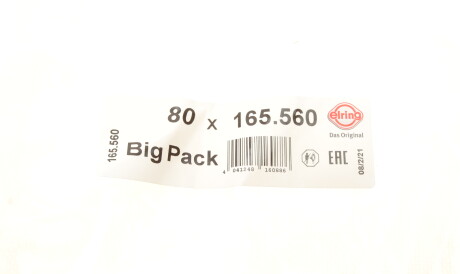 80 x 165.560
elring
Das Original
165.560
Big Pack
EAC
08/2/21